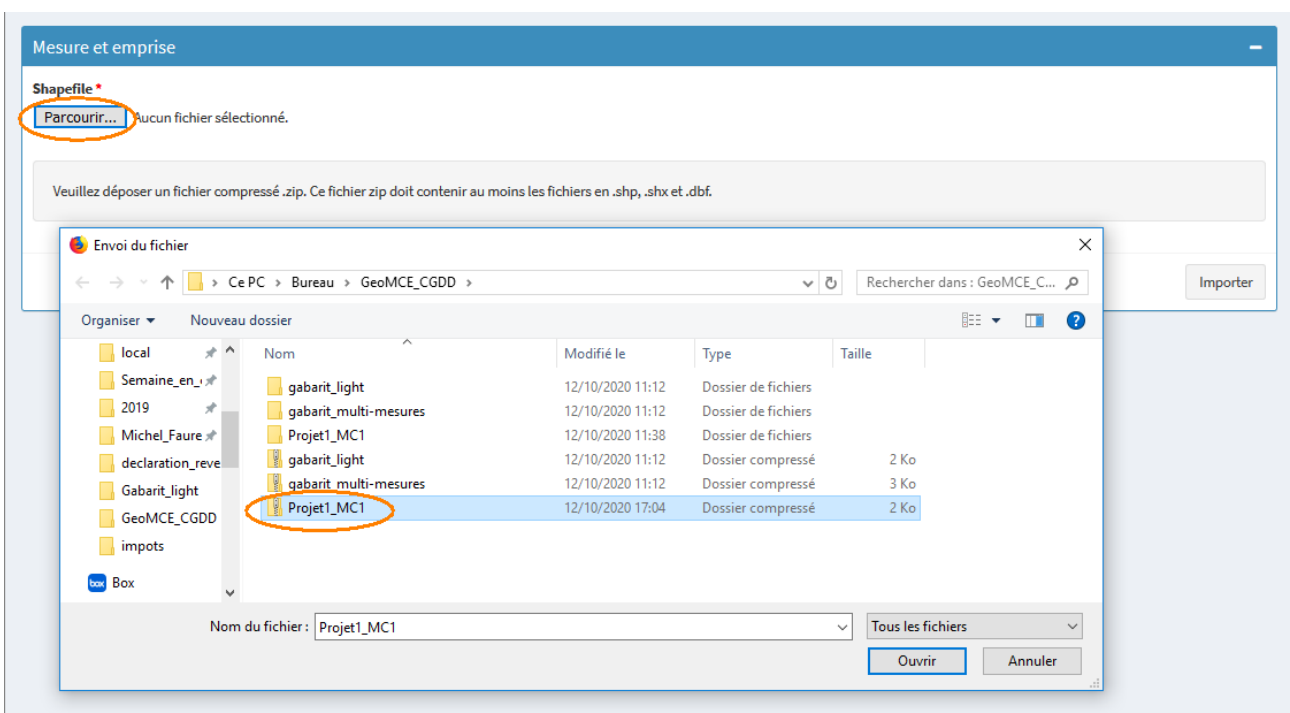 Mesure et emprise
Shapefile *
Parcourir... Aucun fichier sélectionné.
Veuillez déposer un fichier compressé .zip. Ce fichier zip doit contenir au moins les fichiers en .shp, .shx et .dbf.
Envoi du fichier
Ce PC > Bureau > GeoMCE_CGDD >
Rechercher dans : GeoMCE_C...
Importer
Organiser
Nouveau dossier
local
Semaine_en_
2019
Michel_Faure
declaration_reve
Gabarit_light
GeoMCE_CGDD
impots
Box
Nom Modifié le Type Taille
gabarit_light 12/10/2020 11:12 Dossier de fichiers
gabarit_multi-mesures 12/10/2020 11:12 Dossier de fichiers
Projet1_MC1 12/10/2020 11:38 Dossier de fichiers
gabarit_light 12/10/2020 11:12 Dossier compressé 2 Ko
gabarit_multi-mesures 12/10/2020 11:12 Dossier compressé 3 Ko
Projet1_MC1 12/10/2020 17:04 Dossier compressé 2 Ko
Nom du fichier : Projet1_MC1
Tous les fichiers
Ouvrir Annuler